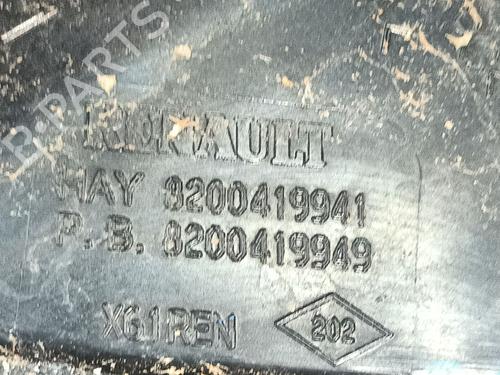 B-PARTS
RENAULT
HAY 8200419941
P.B. 8200419949
X61REN 202